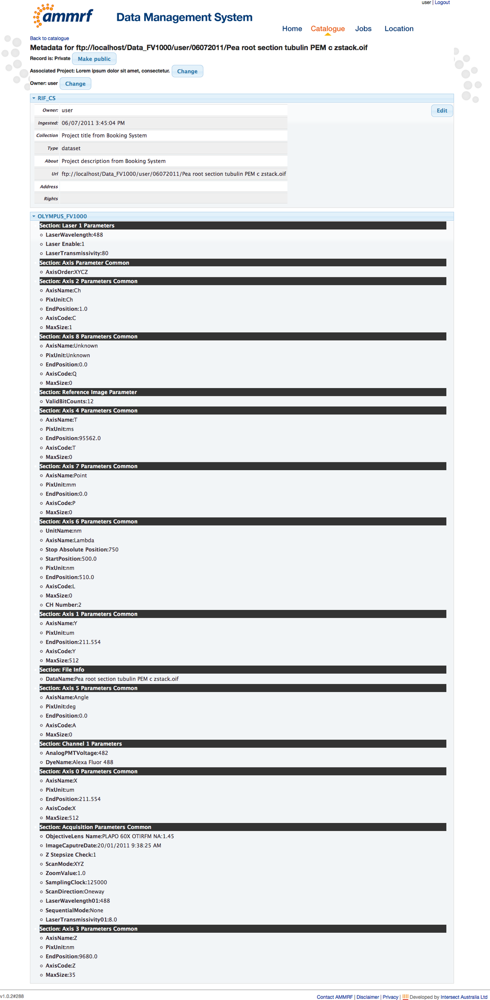 user | Logout
ammrf
Data Management System
Home Catalogue Jobs Location
Back to catalogue
Metadata for ftp://localhost/Data_FV1000/user/06072011/Pea root section tubulin PEM c zstack.oif
Record is: Private Make public
Associated Project: Lorem ipsum dolor sit amet, consectetur. Change
Owner: user Change
RIF_CS
Owner: user
Edit
Ingested: 06/07/2011 3:45:04 PM
Collection Project title from Booking System
Type dataset
About Project description from Booking System
Url ftp://localhost/Data_FV1000/user/06072011/Pea root section tubulin PEM c zstack.oif
Address
Rights
OLYMPUS_FV1000
Section: Laser 1 Parameters
LaserWavelength:488
Laser Enable:1
LaserTransmissivity:80
Section: Axis Parameter Common
AxisOrder:XYCZ
Section: Axis 2 Parameters Common
AxisName:Ch
PixUnit:Ch
EndPosition:1.0
AxisCode:C
MaxSize:1
Section: Axis 8 Parameters Common
AxisName:Unknown
PixUnit:Unknown
EndPosition:0.0
AxisCode:Q
MaxSize:0
Section: Reference Image Parameter
ValidBitCounts:12
Section: Axis 4 Parameters Common
AxisName:T
PixUnit:ms
EndPosition:95562.0
AxisCode:T
MaxSize:0
Section: Axis 7 Parameters Common
AxisName:Point
PixUnit:mm
EndPosition:0.0
AxisCode:P
MaxSize:0
Section: Axis 6 Parameters Common
UnitName:nm
AxisName:Lambda
Stop Absolute Position:750
StartPosition:500.0
PixUnit:nm
EndPosition:510.0
AxisCode:L
MaxSize:0
CH Number:2
Section: Axis 1 Parameters Common
AxisName:Y
PixUnit:um
EndPosition:211.554
AxisCode:Y
MaxSize:512
Section: File Info
DataName:Pea root section tubulin PEM c zstack.oif
Section: Axis 5 Parameters Common
AxisName:Angle
PixUnit:deg
EndPosition:0.0
AxisCode:A
MaxSize:0
Section: Channel 1 Parameters
AnalogPMTVoltage:482
DyeName:Alexa Fluor 488
Section: Axis 0 Parameters Common
AxisName:X
PixUnit:um
EndPosition:211.554
AxisCode:X
MaxSize:512
Section: Acquisition Parameters Common
ObjectiveLens Name:PLAPO 60X OTIRFM NA:1.45
ImageCaputreDate:20/01/2011 9:38:25 AM
Z Stepsize Check:1
ScanMode:XYZ
ZoomValue:1.0
SamplingClock:125000
ScanDirection:Oneway
LaserWavelength01:488
SequentialMode:None
LaserTransmissivity01:8.0
Section: Axis 3 Parameters Common
AxisName:Z
PixUnit:nm
EndPosition:9680.0
AxisCode:Z
MaxSize:35
v1.0.2#288
Contact AMMRF | Disclaimer | Privacy | Developed by Intersect Australia Ltd